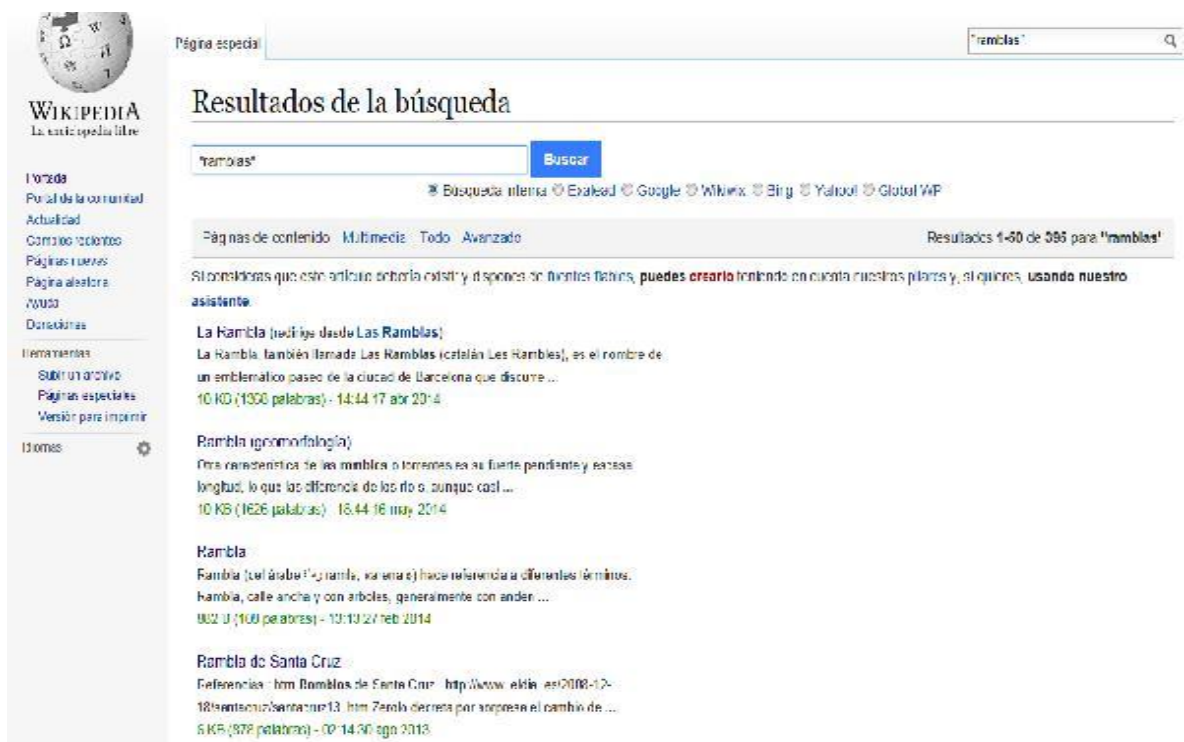 WIKIPEDIA
La enciclopedia libre
Portada
Portal de la comunidad
Actualidad
Cambios recientes
Páginas nuevas
Página aleatoria
Ayuda
Donaciones
Herramientas
Subir un archivo
Páginas especiales
Versión para imprimir
Idiomas
Página especial
"ramblas"
Resultados de la búsqueda
"ramblas"
Buscar
Búsqueda interna Exalead Google Wikiwix Bing Yahoo! Global WP
Páginas de contenido Multimedia Todo Avanzado
Resultados 1-50 de 396 para "ramblas"
Si consideras que este artículo debería existir y dispones de fuentes fiables, puedes crearlo teniendo en cuenta nuestros pilares y, si quieres, usando nuestro
asistente.
La Rambla (redirige desde Las Ramblas)
La Rambla, también llamada Las Ramblas (catalán Les Rambles), es el nombre de
un emblemático paseo de la ciudad de Barcelona que discurre ...
10 KB (1358 palabras) - 14:44 17 abr 2014
Rambla (geomorfología)
Otra característica de las ramblas o torrentes es su fuerte pendiente y escasa
longitud, lo que las diferencia de los ríos, aunque casi ...
10 KB (1626 palabras) - 18:44 16 may 2014
Rambla
Rambla (del árabe ramla, ) hace referencia a diferentes términos.
Rambla, calle ancha y con árboles, generalmente con andén ...
(109 palabras) - 13:13 27 feb 2014
Rambla de Santa Cruz
Referencias : htm Ramblas de Santa Cruz http://www. eldia .es/2008-12-
18/santacruz/santacruz13 .htm Zerolo decreta por sorpresa el cambio de ...
6 KB (878 palabras) - 02:14 30 ago 2013